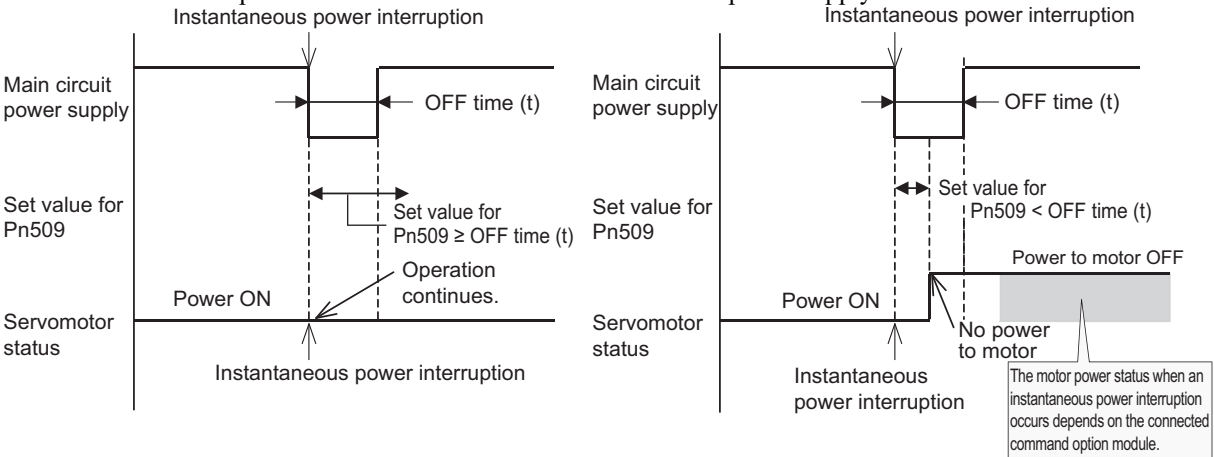 Instantaneous power interruption
Main circuit
power supply
OFF time (t)
Set value for
Pn509
Set value for
Pn509 ≥ OFF time (t)
Operation
continues.
Power ON
Servomotor
status
Instantaneous power interruption
Instantaneous power interruption
Main circuit
power supply
OFF time (t)
Set value for
Pn509
Set value for
Pn509 < OFF time (t)
Power to motor OFF
Power ON
Servomotor
status
No power
to motor
Instantaneous
power interruption
The motor power status when an
instantaneous power interruption
occurs depends on the connected
command option module.